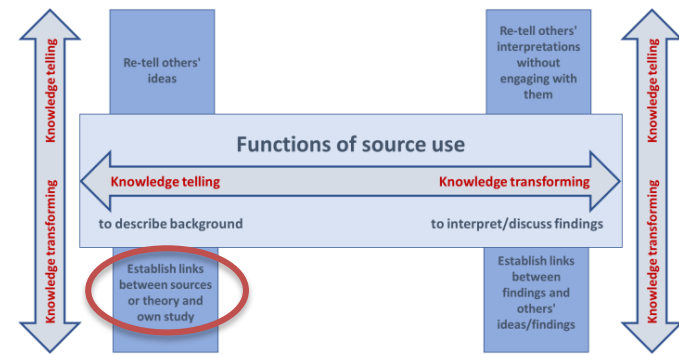 Knowledge telling
Knowledge transforming
Re-tell others'
ideas
Re-tell others'
interpretations
without
engaging with
them
Knowledge telling
Knowledge transforming
Functions of source use
Knowledge telling
Knowledge transforming
to describe background
to interpret/discuss findings
Establish links
between sources
or theory and
own study
Establish links
between
findings and
others'
ideas/findings